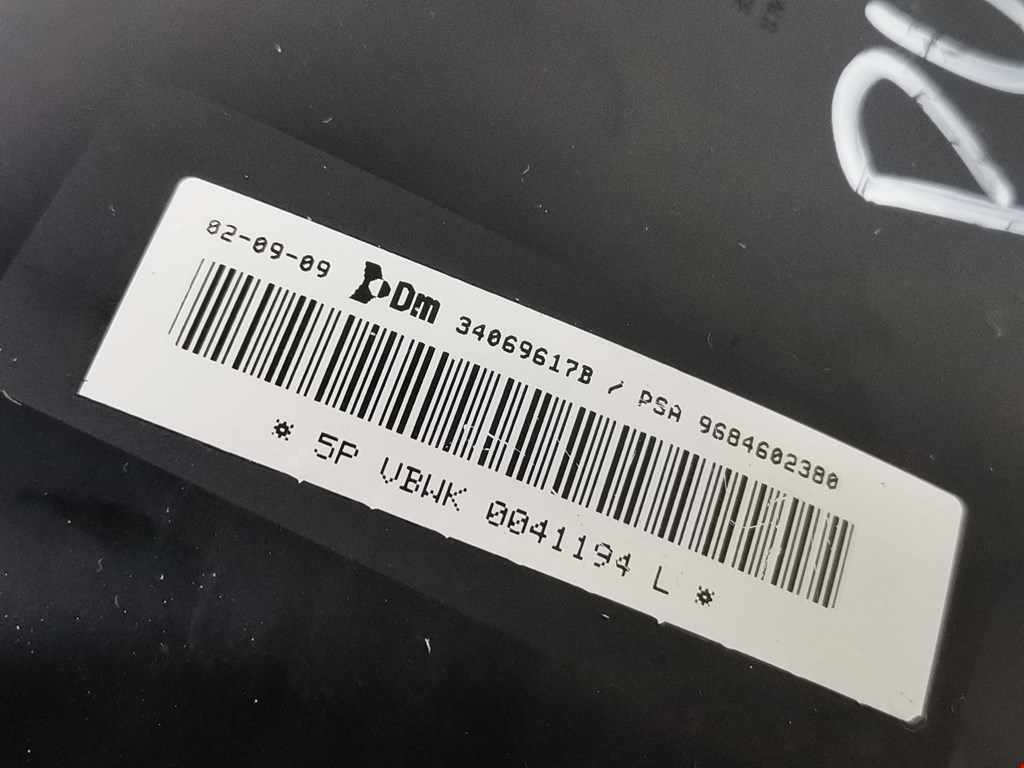 02-09-09 Dm 34069617B / PSA 9684602380
* 5P VBWK 0041194 L *